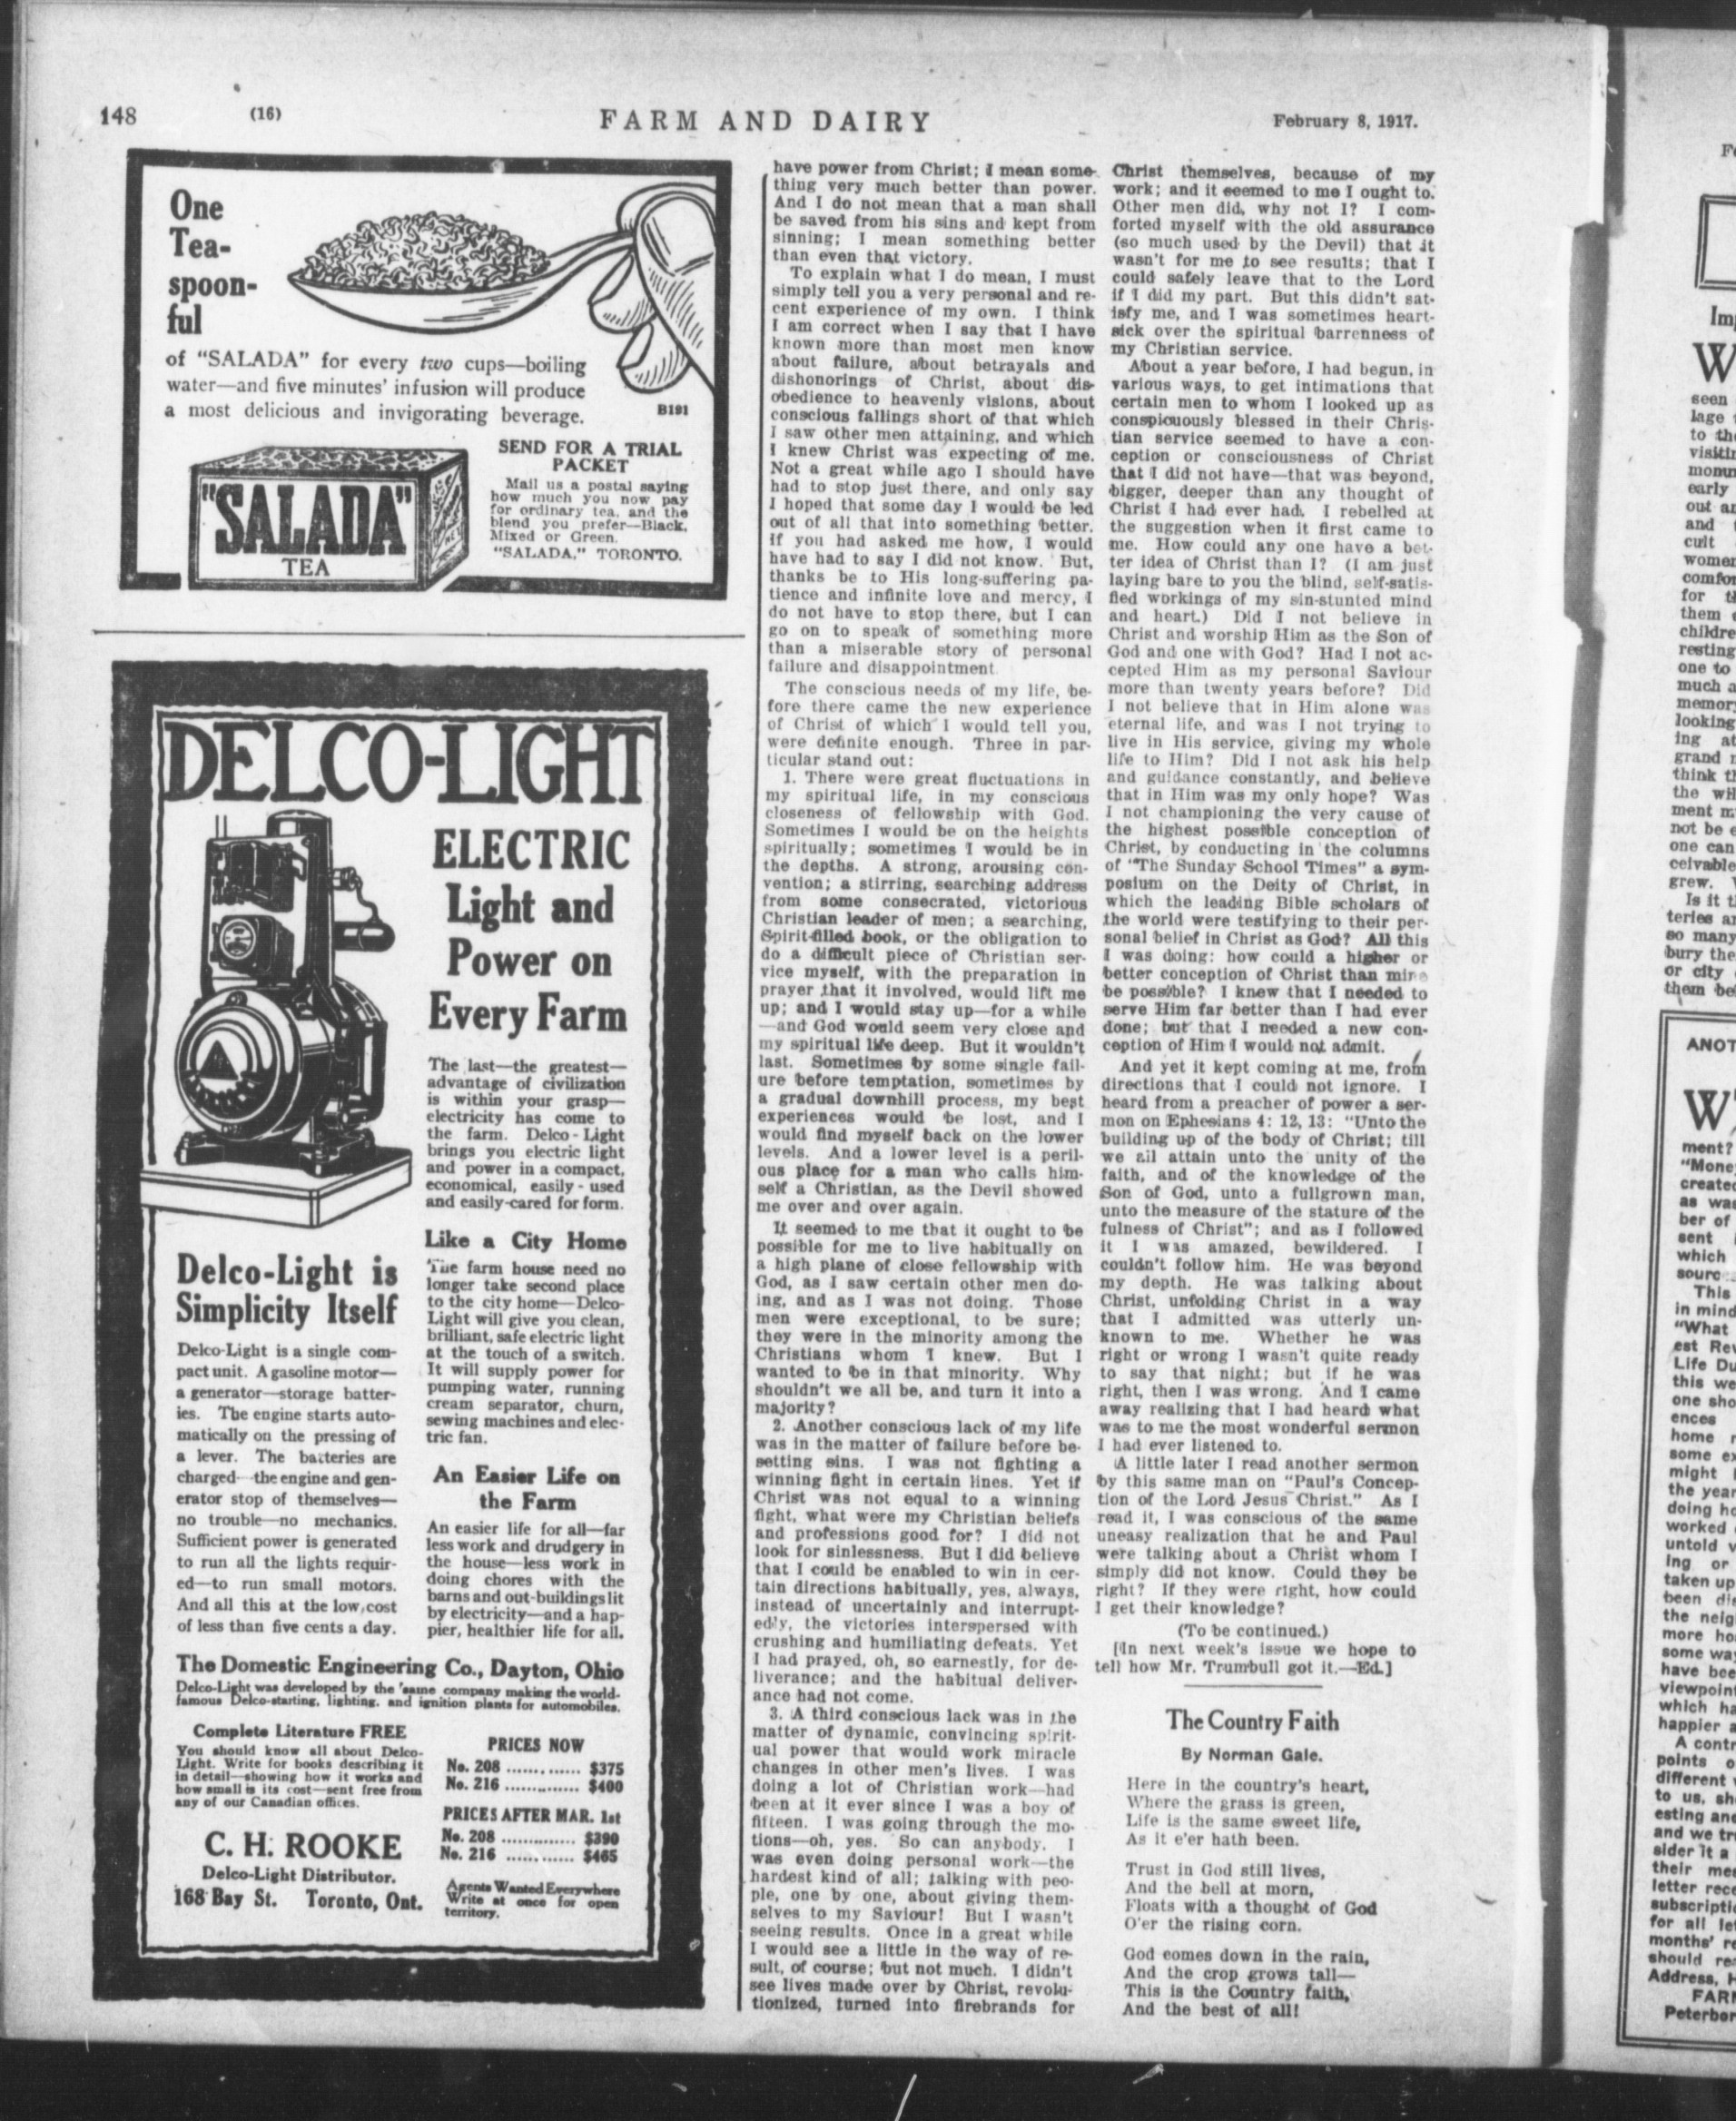 148
(16)
FARM AND DAIRY
February 8, 1917.
One
Tea-
spoon-
ful
of "SALADA" for every two cups—boiling
water—and five minutes' infusion will produce
a most delicious and invigorating beverage.
B191
SEND FOR A TRIAL
PACKET
Mail us a postal saying
how much you now pay
for ordinary tea, and the
blend you prefer—Black,
Mixed or Green.
"SALADA," TORONTO.
"SALADA"
TEA
DELCO-LIGHT
ELECTRIC
Light and
Power on
Every Farm
The last—the greatest—
advantage of civilization
is within your grasp—
electricity has come to
the farm. Delco-Light
brings you electric light
and power in a compact,
economical, easily-used
and easily-cared for form.
Like a City Home
The farm house need no
longer take second place
to the city home—Delco-
Light will give you clean,
brilliant, safe electric light
at the touch of a switch.
It will supply power for
pumping water, running
cream separator, churn,
sewing machines and elec-
tric fan.
An Easier Life on
the Farm
An easier life for all—far
less work and drudgery in
the house—less work in
doing chores with the
barns and out-buildings lit
by electricity—and a hap-
pier, healthier life for all.
Delco-Light is
Simplicity Itself
Delco-Light is a single com-
pact unit. A gasoline motor—
a generator—storage batter-
ies. The engine starts auto-
matically on the pressing of
a lever. The batteries are
charged—the engine and gen-
erator stop of themselves—
no trouble—no mechanics.
Sufficient power is generated
to run all the lights requir-
ed—to run small motors.
And all this at the low cost
of less than five cents a day.
The Domestic Engineering Co., Dayton, Ohio
Delco-Light was developed by the same company making the world-
famous Delco-starting, lighting, and ignition plants for automobiles.
Complete Literature FREE
You should know all about Delco-
Light. Write for books describing it
in detail—showing how it works and
how small is its cost—sent free from
any of our Canadian offices.
C. H. ROOKE
Delco-Light Distributor.
168 Bay St. Toronto, Ont.
PRICES NOW
No. 208 ............. $375
No. 216 ............. $400
PRICES AFTER MAR. 1st
No. 208 ............. $390
No. 216 ............ $465
Agents Wanted Everywhere
Write at once for open
territory.
have power from Christ; I mean some-
thing very much better than power.
And I do not mean that a man shall
be saved from his sins and kept from
sinning; I mean something better
than even that victory.
To explain what I do mean, I must
simply tell you a very personal and re-
cent experience of my own. I think
I am correct when I say that I have
known more than most men know
about failure, about betrayals and
dishonorings of Christ, about dis-
obedience to heavenly visions, about
conscious fallings short of that which
I saw other men attaining, and which
I knew Christ was expecting of me.
Not a great while ago I should have
had to stop just there, and only say
I hoped that some day I would be led
out of all that into something better.
If you had asked me how, I would
have had to say I did not know. But,
thanks be to His long-suffering pa-
tience and infinite love and mercy, I
do not have to stop there, but I can
go on to speak of something more
than a miserable story of personal
failure and disappointment.
The conscious needs of my life, be-
fore there came the new experience
of Christ of which I would tell you,
were definite enough. Three in par-
ticular stand out:
1. There were great fluctuations in
my spiritual life, in my conscious
closeness of fellowship with God.
Sometimes I would be on the heights
spiritually; sometimes I would be in
the depths. A strong, arousing con-
vention; a stirring, searching address
from some consecrated, victorious
Christian leader of men; a searching,
Spirit-filled book, or the obligation to
do a difficult piece of Christian ser-
vice myself, with the preparation in
prayer that it involved, would lift me
up; and I would stay up—for a while
—and God would seem very close and
my spiritual life deep. But it wouldn't
last. Sometimes by some single fail-
ure before temptation, sometimes by
a gradual downhill process, my best
experiences would be lost, and I
would find myself back on the lower
levels. And a lower level is a peril-
ous place for a man who calls him-
self a Christian, as the Devil showed
me over and over again.
It seemed to me that it ought to be
possible for me to live habitually on
a high plane of close fellowship with
God, as I saw certain other men do-
ing, and as I was not doing. Those
men were exceptional, to be sure;
they were in the minority among the
Christians whom I knew. But I
wanted to be in that minority. Why
shouldn't we all be, and turn it into a
majority?
2. Another conscious lack of my life
was in the matter of failure before be-
setting sins. I was not fighting a
winning fight in certain lines. Yet if
Christ was not equal to a winning
fight, what were my Christian beliefs
and professions good for? I did not
look for sinlessness. But I did believe
that I could be enabled to win in cer-
tain directions habitually, yes, always,
instead of uncertainly and interrupt-
edly, the victories interspersed with
crushing and humiliating defeats. Yet
I had prayed, oh, so earnestly, for de-
liverance; and the habitual deliver-
ance had not come.
3. A third conscious lack was in the
matter of dynamic, convincing spirit-
ual power that would work miracle
changes in other men's lives. I was
doing a lot of Christian work—had
been at it ever since I was a boy of
fifteen. I was going through the mo-
tions—oh, yes. So can anybody. I
was even doing personal work—the
hardest kind of all; talking with peo-
ple, one by one, about giving them-
selves to my Saviour! But I wasn't
seeing results. Once in a great while
I would see a little in the way of re-
sult, of course; but not much. I didn't
see lives made over by Christ, revolu-
tionized, turned into firebrands for
Christ themselves, because of my
work; and it seemed to me I ought to.
Other men did, why not I? I com-
forted myself with the old assurance
(so much used by the Devil) that it
wasn't for me to see results; that I
could safely leave that to the Lord
if I did my part. But this didn't sat-
isfy me, and I was sometimes heart-
sick over the spiritual barrenness of
my Christian service.
About a year before, I had begun, in
various ways, to get intimations that
certain men to whom I looked up as
conspicuously blessed in their Chris-
tian service seemed to have a con-
ception or consciousness of Christ
that I did not have—that was beyond,
bigger, deeper than any thought of
Christ I had ever had. I rebelled at
the suggestion when it first came to
me. How could any one have a bet-
ter idea of Christ than I? (I am just
laying bare to you the blind, self-satis-
fied workings of my sin-stunted mind
and heart.) Did I not believe in
Christ and worship Him as the Son of
God and one with God? Had I not ac-
cepted Him as my personal Saviour
more than twenty years before? Did
I not believe that in Him alone was
eternal life, and was I not trying to
live in His service, giving my whole
life to Him? Did I not ask his help
and guidance constantly, and believe
that in Him was my only hope? Was
I not championing the very cause of
the highest possible conception of
Christ, by conducting in the columns
of "The Sunday School Times" a sym-
posium on the Deity of Christ, in
which the leading Bible scholars of
the world were testifying to their per-
sonal belief in Christ as God? All this
I was doing: how could a higher or
better conception of Christ than mine
be possible? I knew that I needed to
serve Him far better than I had ever
done; but that I needed a new con-
ception of Him I would not admit.
And yet it kept coming at me, from
directions that I could not ignore. I
heard from a preacher of power a ser-
mon on Ephesians 4: 12, 13: "Unto the
building up of the body of Christ; till
we all attain unto the unity of the
faith, and of the knowledge of the
Son of God, unto a fullgrown man,
unto the measure of the stature of the
fulness of Christ"; and as I followed
it I was amazed, bewildered. I
couldn't follow him. He was beyond
my depth. He was talking about
Christ, unfolding Christ in a way
that I admitted was utterly un-
known to me. Whether he was
right or wrong I wasn't quite ready
to say that night; but if he was
right, then I was wrong. And I came
away realizing that I had heard what
was to me the most wonderful sermon
I had ever listened to.
A little later I read another sermon
by this same man on "Paul's Concep-
tion of the Lord Jesus Christ." As I
read it, I was conscious of the same
uneasy realization that he and Paul
were talking about a Christ whom I
simply did not know. Could they be
right? If they were right, how could
I get their knowledge?
(To be continued.)
[In next week's issue we hope to
tell how Mr. Trumbull got it.—Ed.]
The Country Faith
By Norman Gale.
Here in the country's heart,
Where the grass is green,
Life is the same sweet life,
As it e'er hath been.
Trust in God still lives,
And the bell at morn,
Floats with a thought of God
O'er the rising corn.
God comes down in the rain,
And the crop grows tall—
This is the Country faith,
And the best of all!
seen
lage
to the
early
and
cult
women
for
them
resting
one to
much a
looking
ing at
grand
the
not be e
one can
grew.
so many
bury the
or city
ment?
as was
ber of
sent
which
This
in mind
"What
Life Du
one sho
ences
home
might
the year
worked
ing or
taken up
been
more
have bee
which ha
happier a
A contr
points o
different
to us,
and we tr
sider it a
letter rece
for all
months' re
should re
Address,
FARM